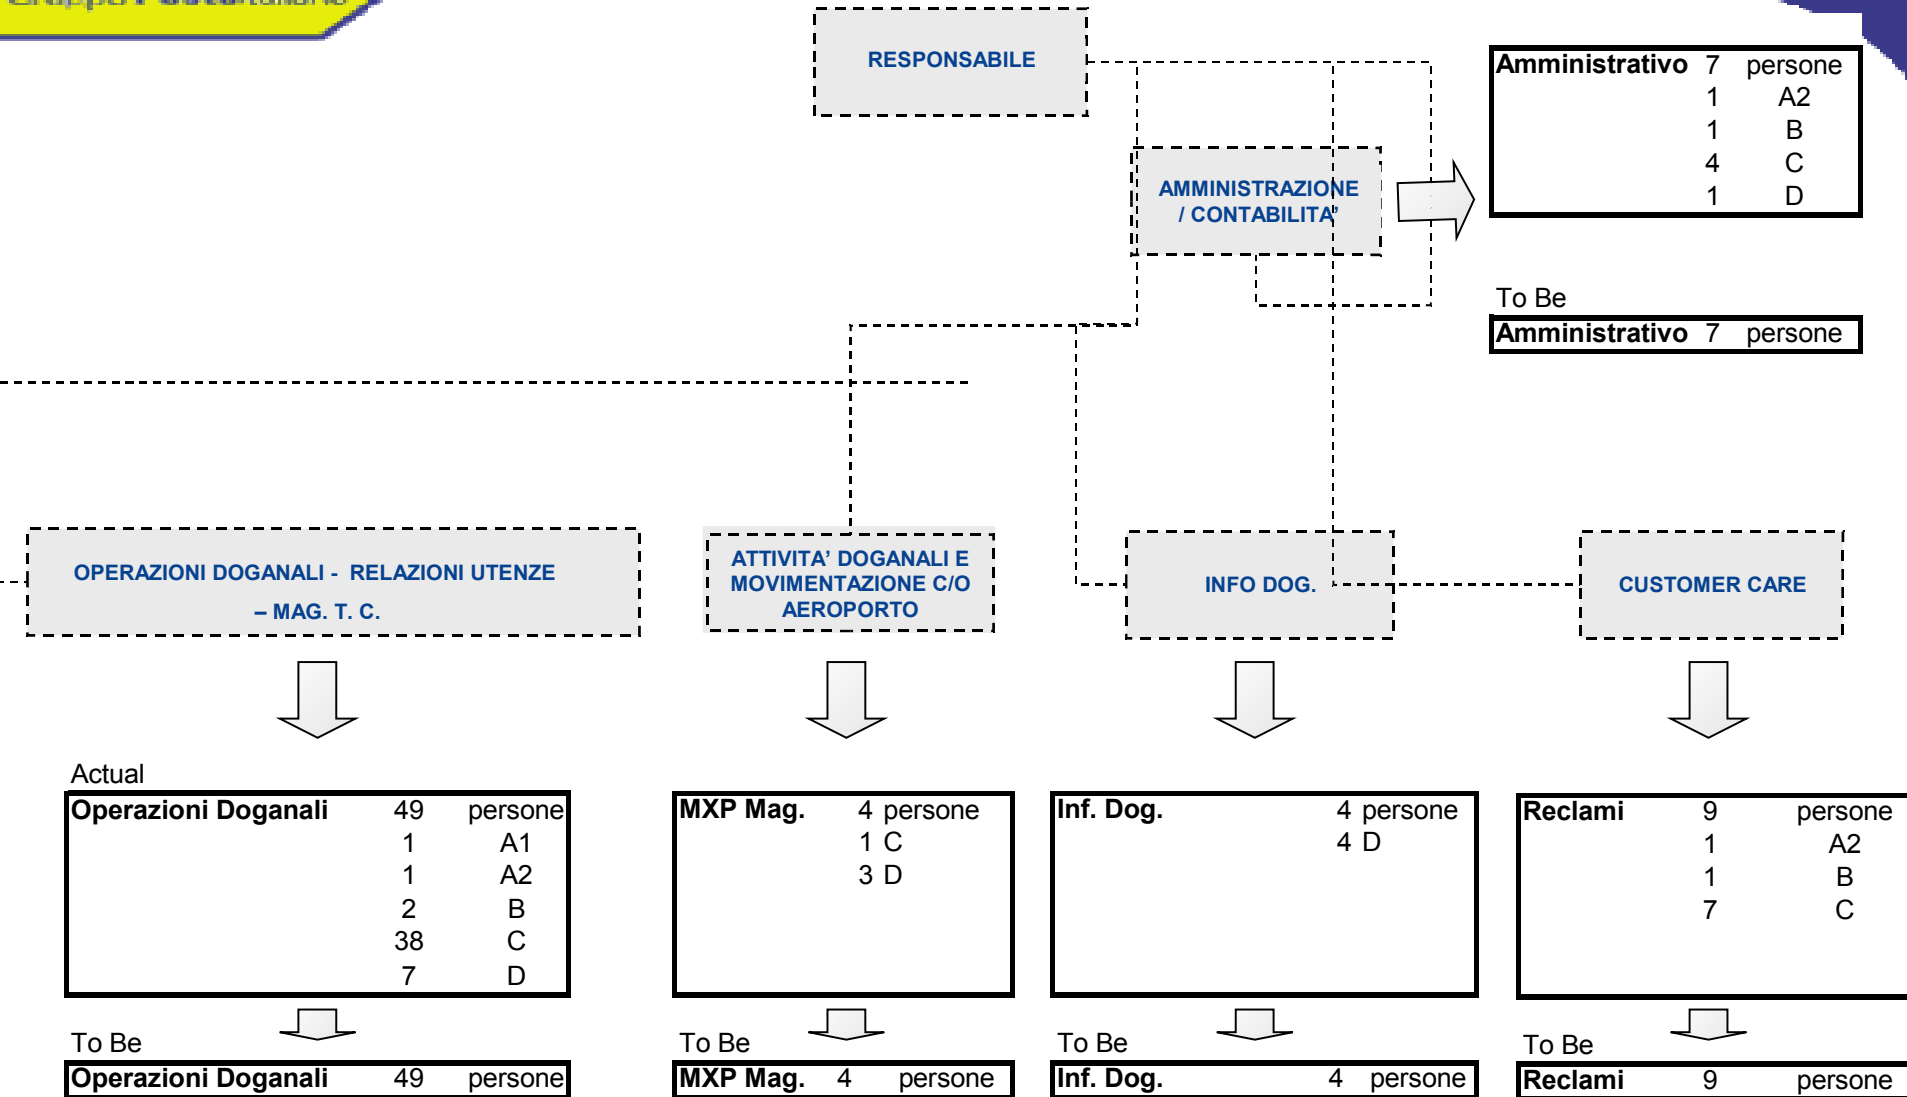 Gruppo Posteitaliane
RESPONSABILE
Amministrativo 7 persone
1 A2
1 B
4 C
1 D
AMMINISTRAZIONE
/ CONTABILITA’
To Be
Amministrativo 7 persone
OPERAZIONI DOGANALI - RELAZIONI UTENZE
– MAG. T. C.
ATTIVITA’ DOGANALI E
MOVIMENTAZIONE C/O
AEROPORTO
INFO DOG.
CUSTOMER CARE
Actual
Operazioni Doganali 49 persone
1 A1
1 A2
2 B
38 C
7 D
To Be
Operazioni Doganali 49 persone
MXP Mag. 4 persone
1 C
3 D
To Be
MXP Mag. 4 persone
Inf. Dog. 4 persone
4 D
To Be
Inf. Dog. 4 persone
Reclami 9 persone
1 A2
1 B
7 C
To Be
Reclami 9 persone